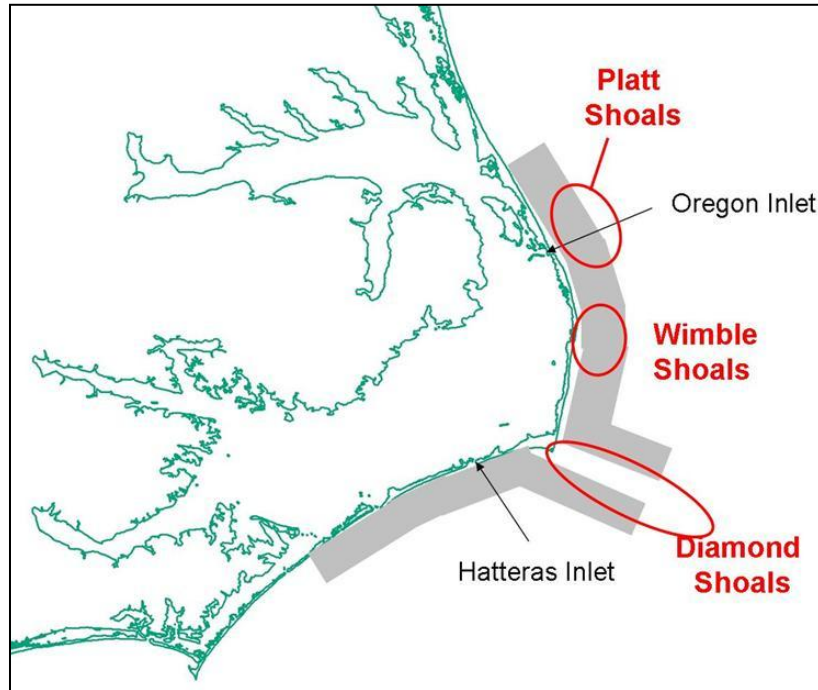 Platt
Shoals
Oregon Inlet
Wimble
Shoals
Hatteras Inlet
Diamond
Shoals